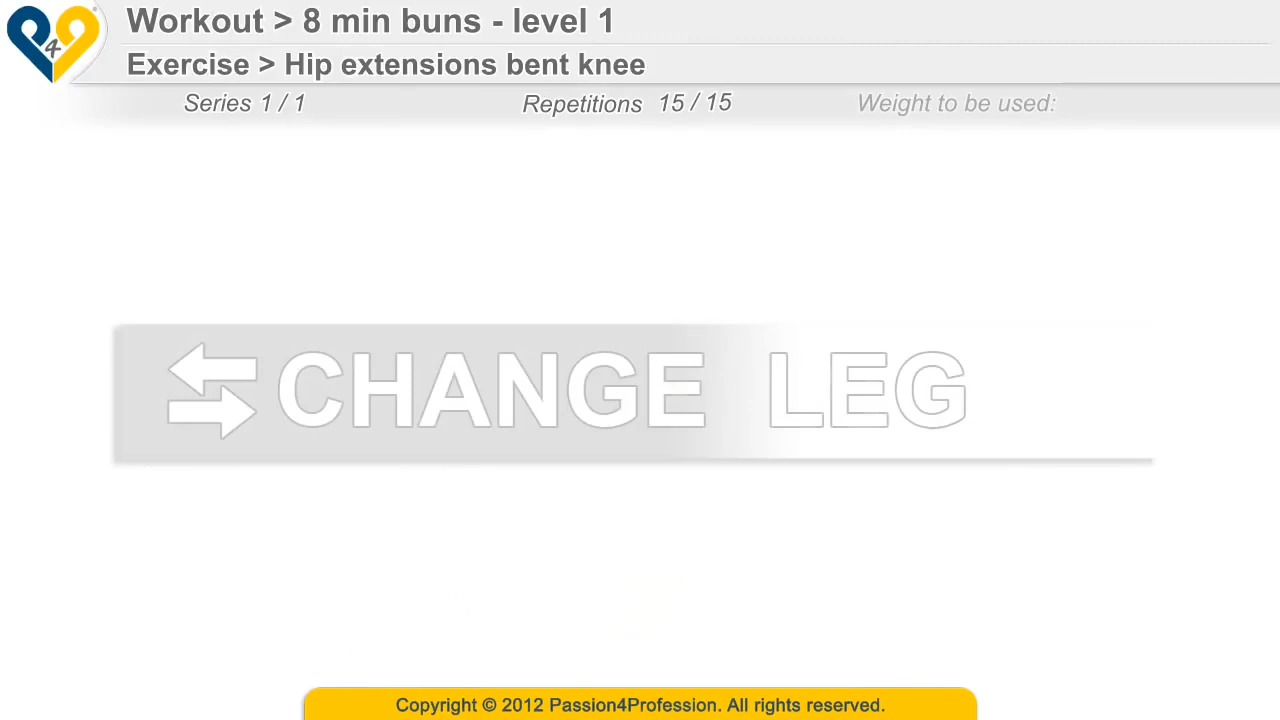 Workout > 8 min buns - level 1
Exercise > Hip extensions bent knee
Series 1 / 1 Repetitions 15 / 15 Weight to be used:
4
CHANGE LEG
Copyright © 2012 Passion4Profession. All rights reserved.